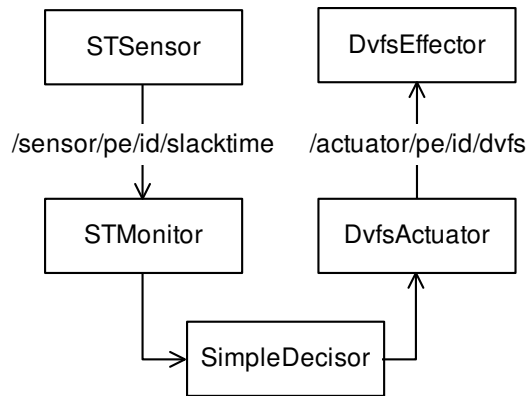 STSensor
DvfsEffector
/sensor/pe/id/slacktime
/actuator/pe/id/dvfs
STMonitor
DvfsActuator
SimpleDecisor